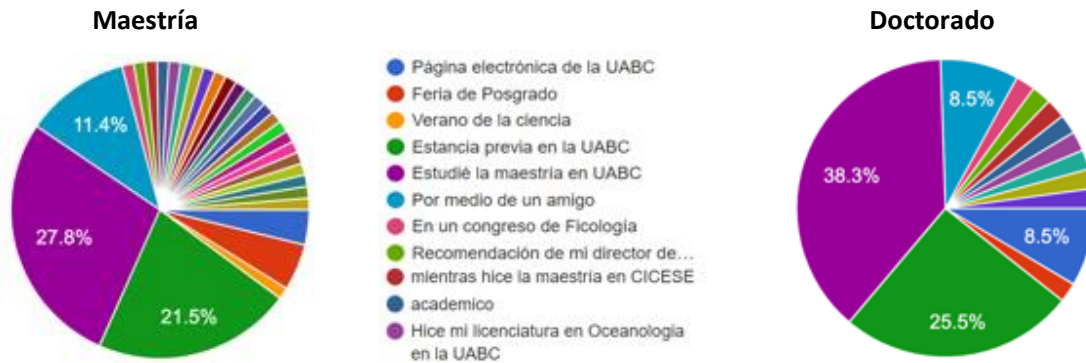 Maestría
Doctorado
11.4%
27.8%
21.5%
Página electrónica de la UABC
Feria de Posgrado
Verano de la ciencia
Estancia previa en la UABC
Estudié la maestría en UABC
Por medio de un amigo
En un congreso de Ficología
Recomendación de mi director de…
mientras hice la maestría en CICESE
academico
Hice mi licenciatura en Oceanologia
en la UABC
8.5%
38.3%
8.5%
25.5%